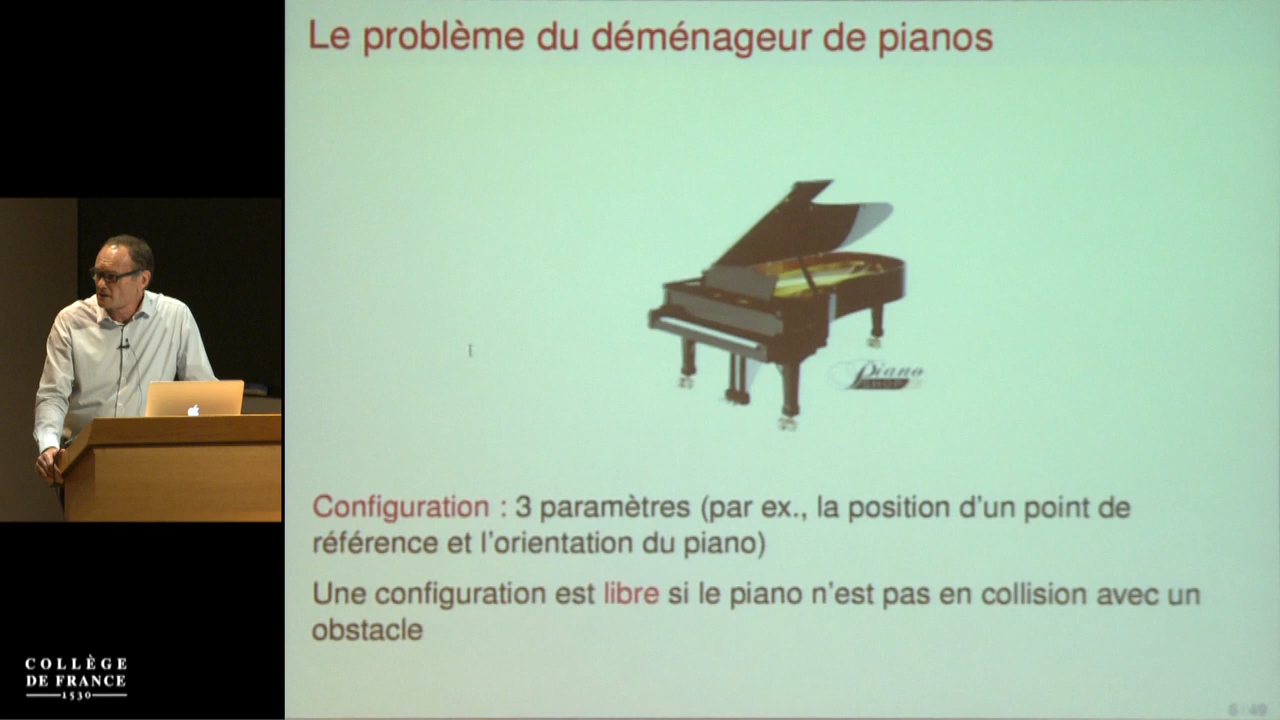 Le problème du déménageur de pianos
Piano
Configuration : 3 paramètres (par ex., la position d'un point de
référence et l'orientation du piano)
Une configuration est libre si le piano n'est pas en collision avec un
obstacle
COLLÈGE
DE FRANCE
1530